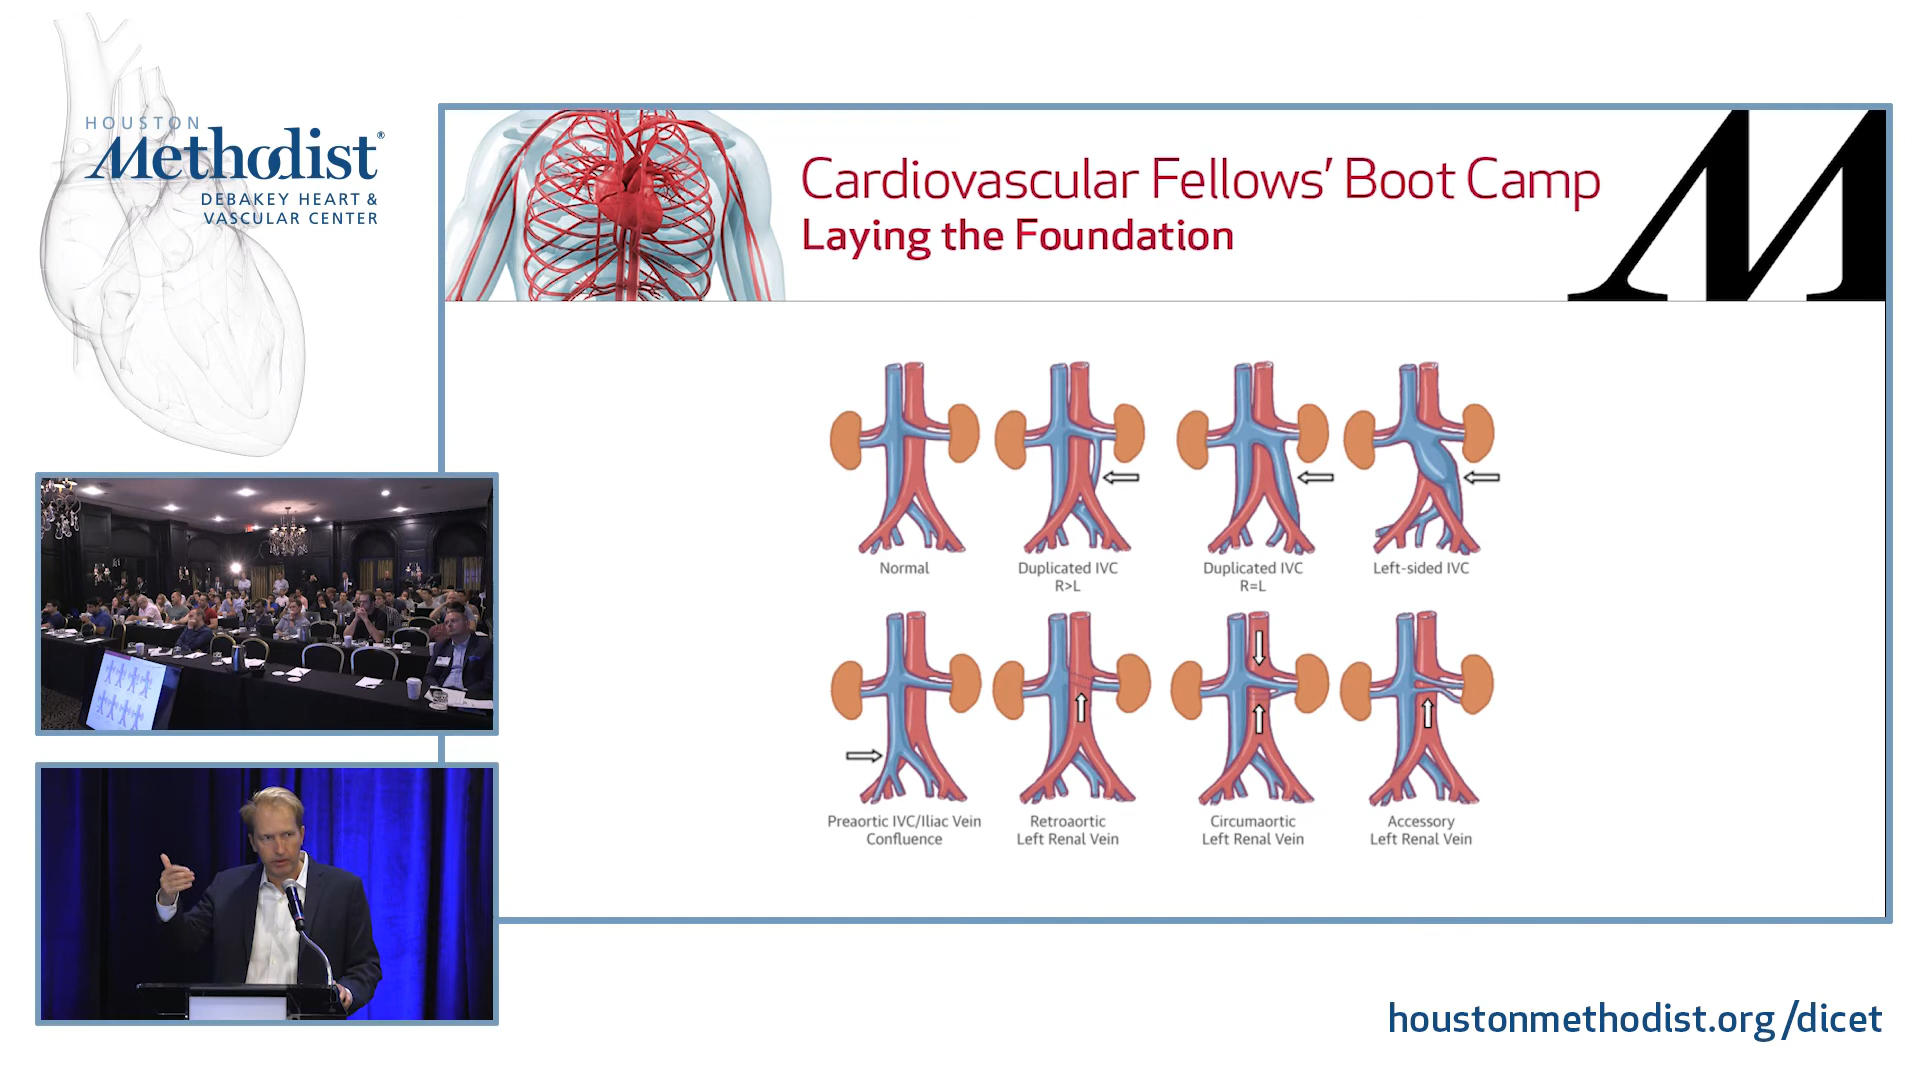 HOUSTON
Methodist®
DEBAKEY HEART &
VASCULAR CENTER
Cardiovascular Fellows’ Boot Camp
Laying the Foundation
M
Normal
Duplicated IVC
R>L
Duplicated IVC
R=L
Left-sided IVC
Preaortic IVC/Iliac Vein
Confluence
Retroaortic
Left Renal Vein
Circumaortic
Left Renal Vein
Accessory
Left Renal Vein
houstonmethodist.org/dicet